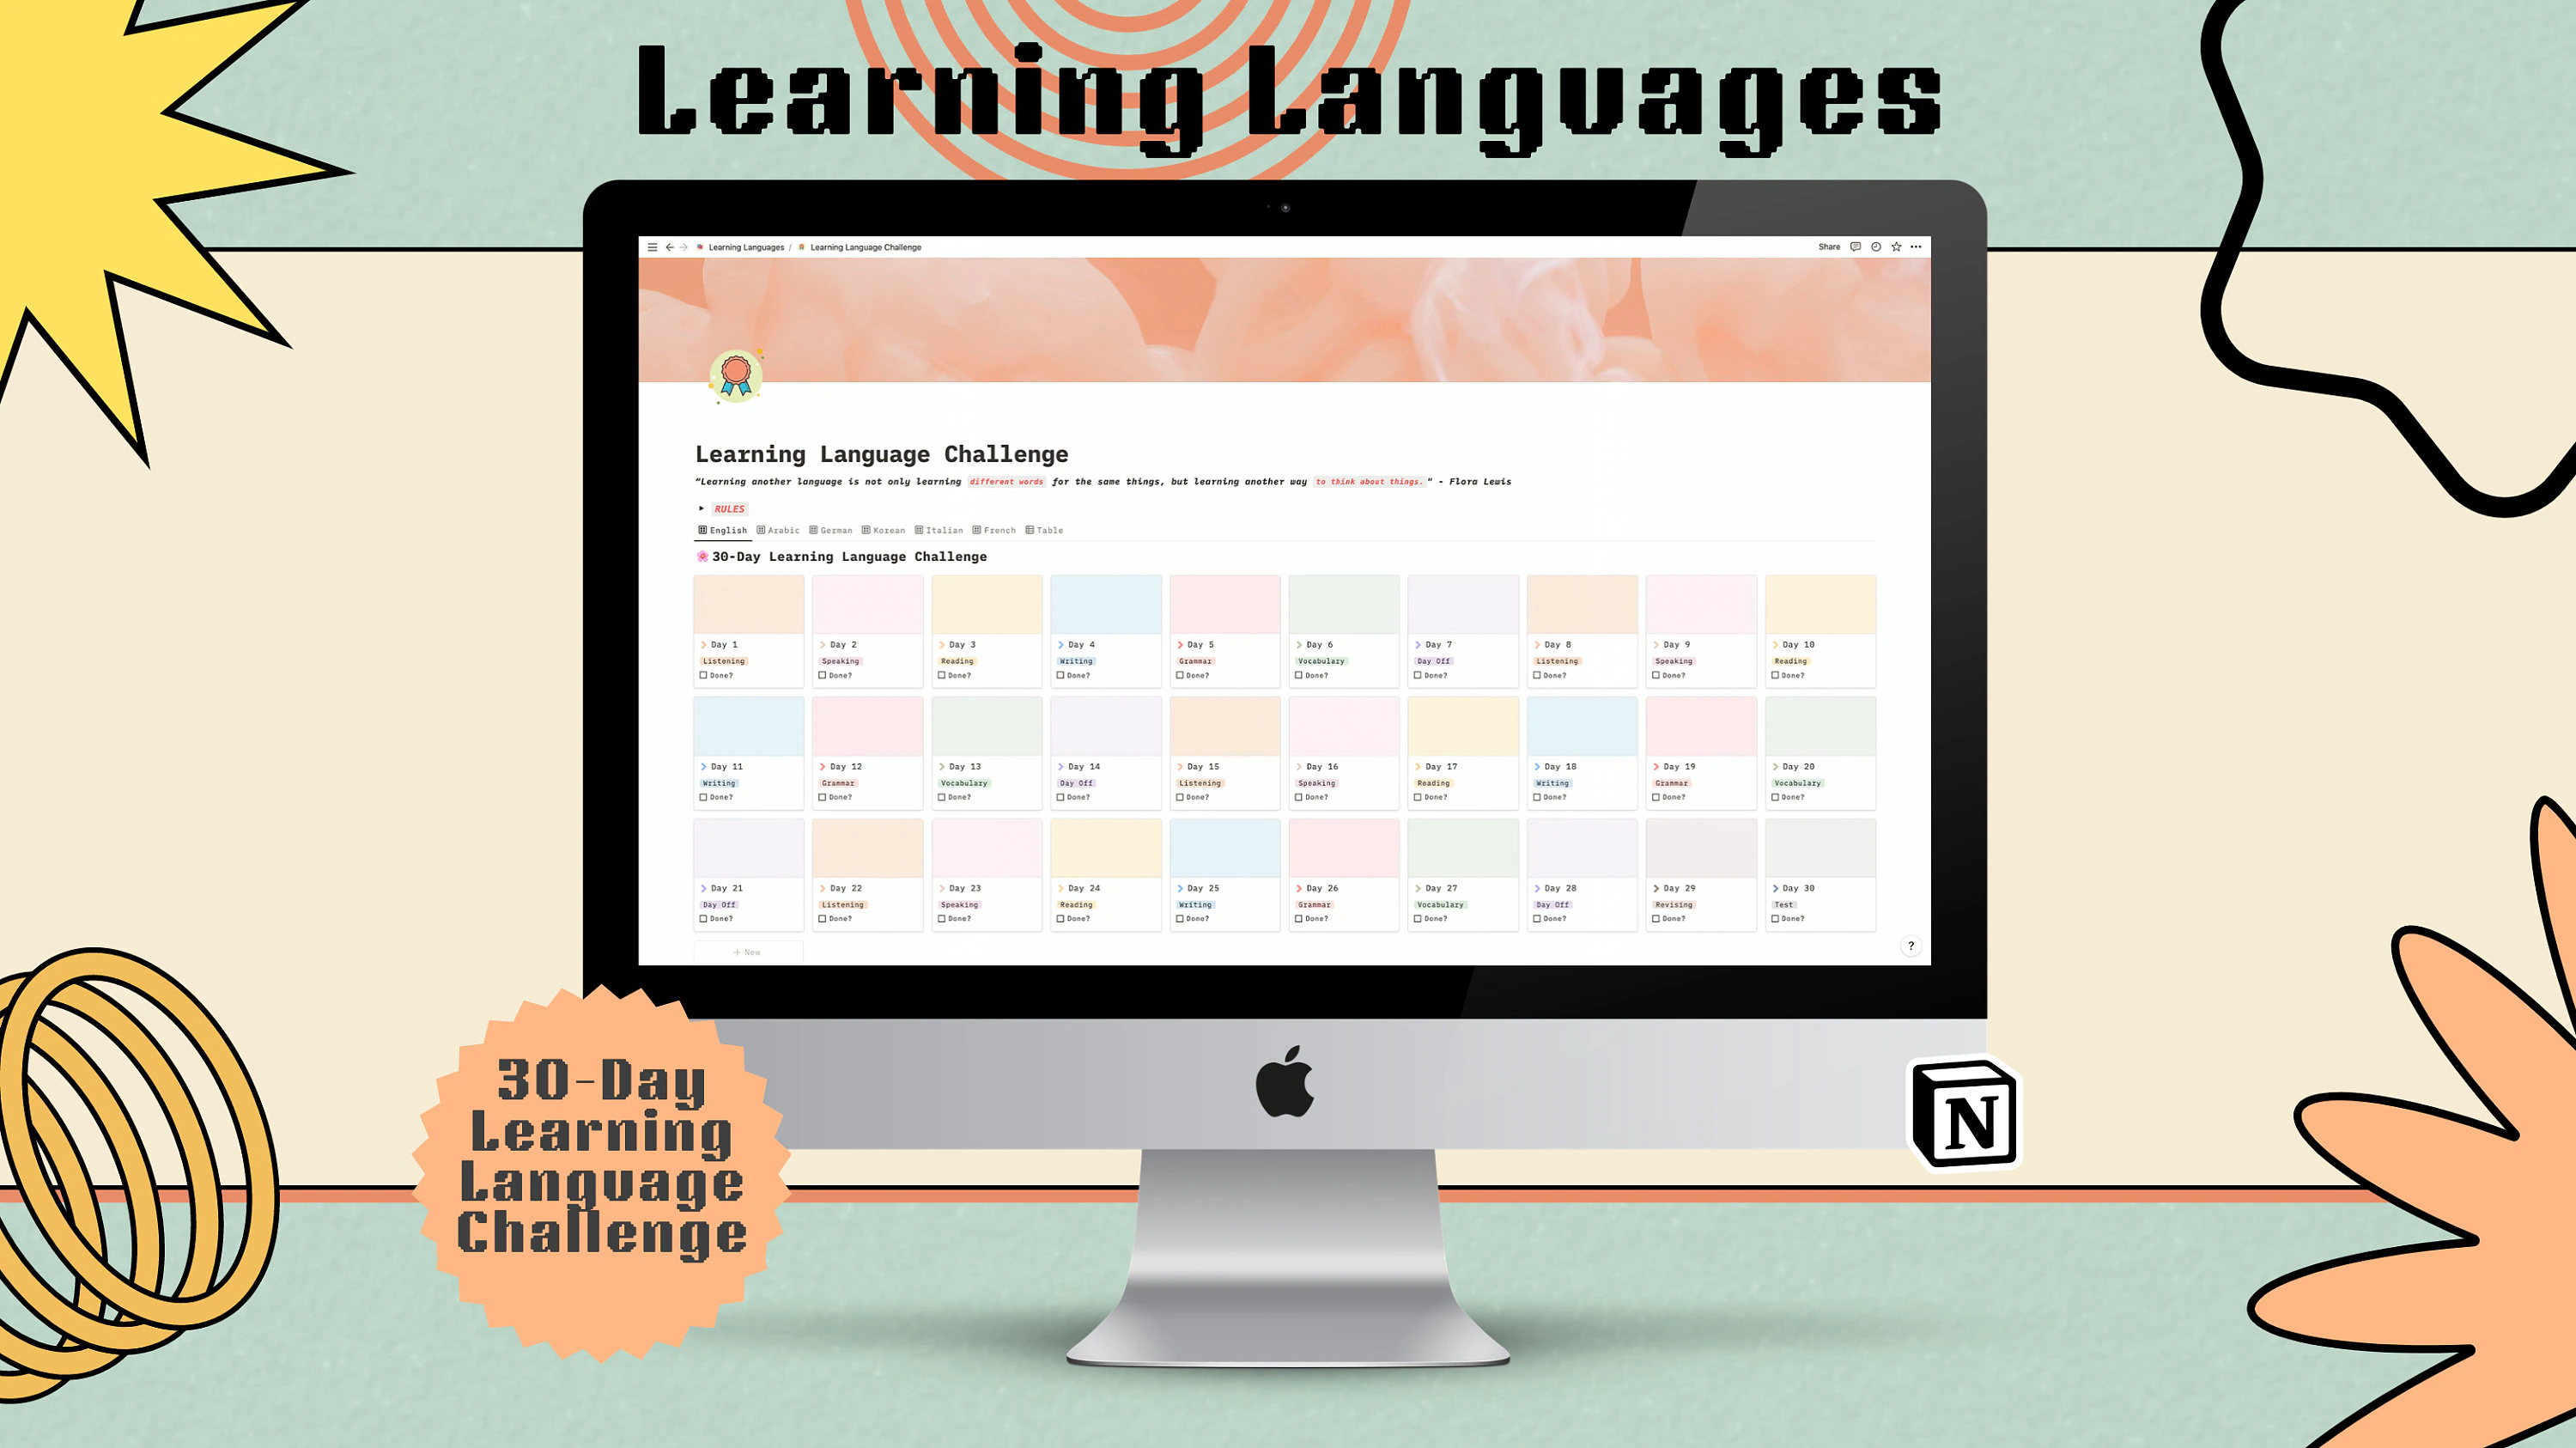 Learning Languages
Learning Languages / Learning Language Challenge
Share
Learning Language Challenge
"Learning another language is not only learning different words for the same things, but learning another way to think about things." - Flora Lewis
RULES
English Arabic German Korean Italian French Table
30-Day Learning Language Challenge
Day 1 Day 2 Day 3 Day 4 Day 5 Day 6 Day 7 Day 8 Day 9 Day 10
Listening Speaking Reading Writing Grammar Vocabulary Day Off Listening Speaking Reading
Done? Done? Done? Done? Done? Done? Done? Done? Done? Done?
Day 11 Day 12 Day 13 Day 14 Day 15 Day 16 Day 17 Day 18 Day 19 Day 20
Writing Grammar Vocabulary Day Off Listening Speaking Reading Writing Grammar Vocabulary
Done? Done? Done? Done? Done? Done? Done? Done? Done? Done?
Day 21 Day 22 Day 23 Day 24 Day 25 Day 26 Day 27 Day 28 Day 29 Day 30
Day Off Listening Speaking Reading Writing Grammar Vocabulary Day Off Revising Test
Done? Done? Done? Done? Done? Done? Done? Done? Done? Done?
+ New
?
30-Day
Learning
Language
Challenge
N